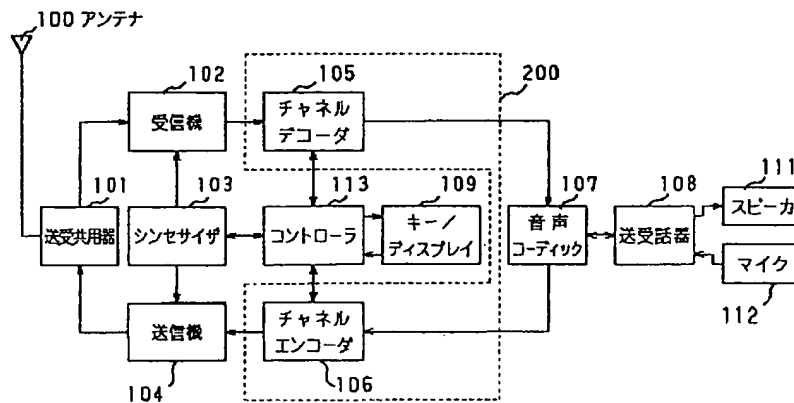 100 アンテナ
102
受信機
105
チャネル
デコーダ
200
101
送受共用器
103
シンセサイザ
113
コントローラ
109
キー/
ディスプレイ
107
音声
コーディック
108
送受話器
111
スピーカ
マイク
112
送信機
104
チャネル
エンコーダ
106